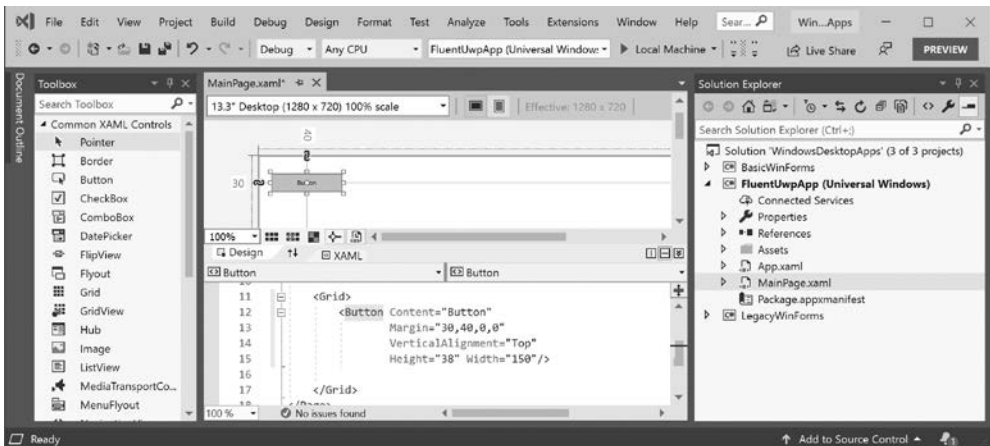 File Edit View Project Build Debug Design Format Test Analyze Tools Extensions Window Help Sear... Win...Apps
Debug Any CPU FluentUwpApp (Universal Window: Local Machine Live Share PREVIEW
Document Outline
Toolbox
Search Toolbox
Common XAML Controls
Pointer
Border
Button
CheckBox
ComboBox
DatePicker
FlipView
Flyout
Grid
GridView
Hub
Image
ListView
MediaTransportCo...
MenuFlyout
MainPage.xaml*
13.3" Desktop (1280 x 720) 100% scale Effective: 1280 x 720
40
30 Button
100%
Design XAML
Button Button
11 <Grid>
12 <Button Content="Button"
13 Margin="30,40,0,0"
14 VerticalAlignment="Top"
15 Height="38" Width="150"/>
16
17 </Grid>
100 % No issues found
Solution Explorer
Search Solution Explorer (Ctrl+;)
Solution 'WindowsDesktopApps' (3 of 3 projects)
BasicWinForms
FluentUwpApp (Universal Windows)
Connected Services
Properties
References
Assets
App.xaml
MainPage.xaml
Package.appxmanifest
LegacyWinForms
Ready Add to Source Control